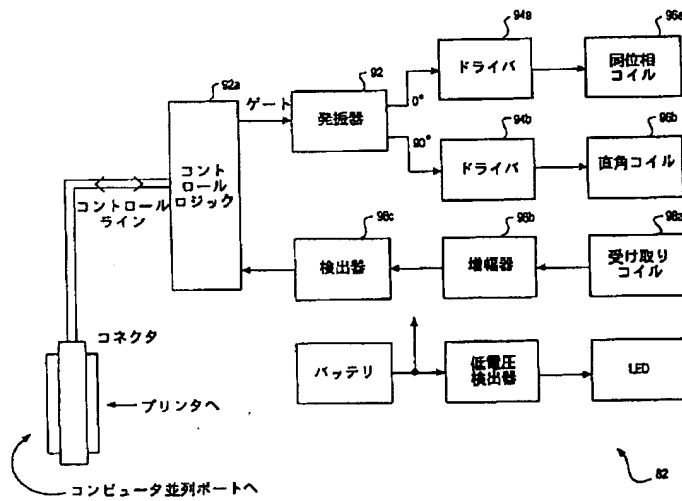 94a
96a
ドライバ
同位相
コイル
92a
92
ゲート
発振器
0°
90°
94b
96b
ドライバ
直角コイル
コント
ロール
ロジック
コントロール
ライン
98c
98b
98a
検出器
増幅器
受け取り
コイル
コネクタ
バッテリ
低電圧
検出器
LED
プリンタへ
コンピュータ並列ポートへ
82